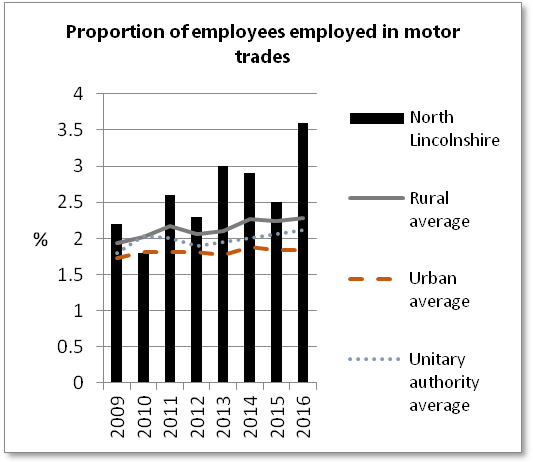 Proportion of employees employed in motor
trades
4
3.5
3
2.5
2
1.5
1
0.5
0
%
2009
2010
2011
2012
2013
2014
2015
2016
North
Lincolnshire
Rural
average
Urban
average
Unitary
authority
average